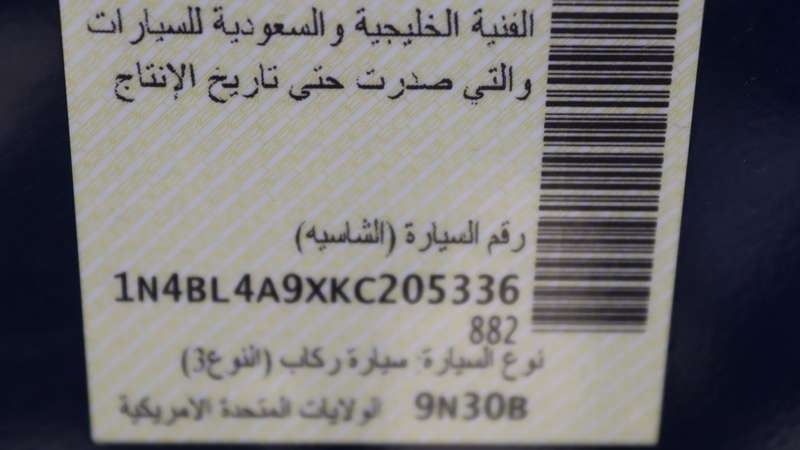 الفنية الخليجية والسعودية للسيارات
والتي صدرت حتى تاريخ الإنتاج
رقم السيارة (الشاسيه)
1N4BL4A9XKC205336
882
نوع السيارة: سيارة ركاب (النوع3)
9N30B الولايات المتحدة الامريكية